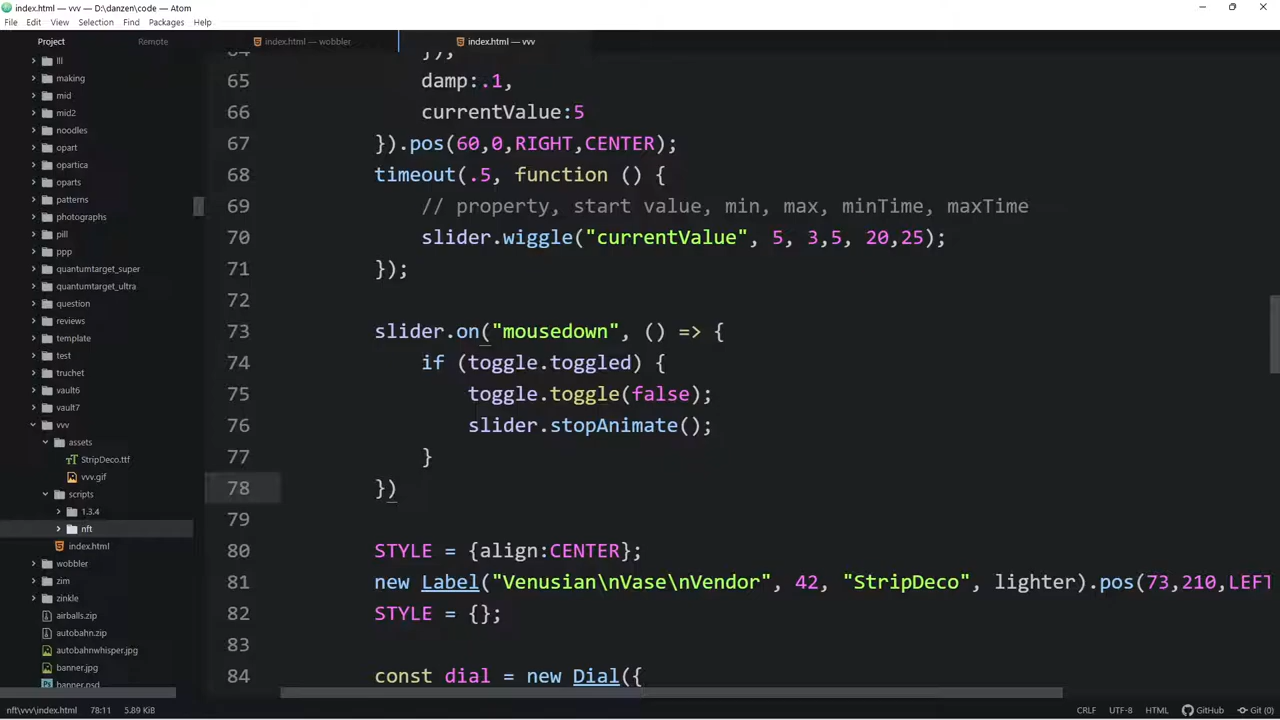 index.html — vvv — D:\danzen\code — Atom
File Edit View Selection Find Packages Help
Project Remote
index.html — wobbler
index.html — vvv
lll
making
mid
mid2
noodles
opart
opartica
oparts
patterns
photographs
pill
ppp
quantumtarget_super
quantumtarget_ultra
question
reviews
template
test
truchet
vault6
vault7
vvv
assets
StripDeco.ttf
vvv.gif
scripts
1.3.4
nft
index.html
wobbler
zim
zinkle
airballs.zip
autobahn.zip
autobahnwhisper.jpg
banner.jpg
banner.psd
64 }),
65 damp:.1,
66 currentValue:5
67 }).pos(60,0,RIGHT,CENTER);
68 timeout(.5, function () {
69 // property, start value, min, max, minTime, maxTime
70 slider.wiggle("currentValue", 5, 3,5, 20,25);
71 });
72
73 slider.on("mousedown", () => {
74 if (toggle.toggled) {
75 toggle.toggle(false);
76 slider.stopAnimate();
77 }
78 })
79
80 STYLE = {align:CENTER};
81 new Label("Venusian\nVase\nVendor", 42, "StripDeco", lighter).pos(73,210,LEFT
82 STYLE = {};
83
84 const dial = new Dial({
nft\vvv\index.html 78:11 5.89 KiB
CRLF UTF-8 HTML GitHub Git (0)